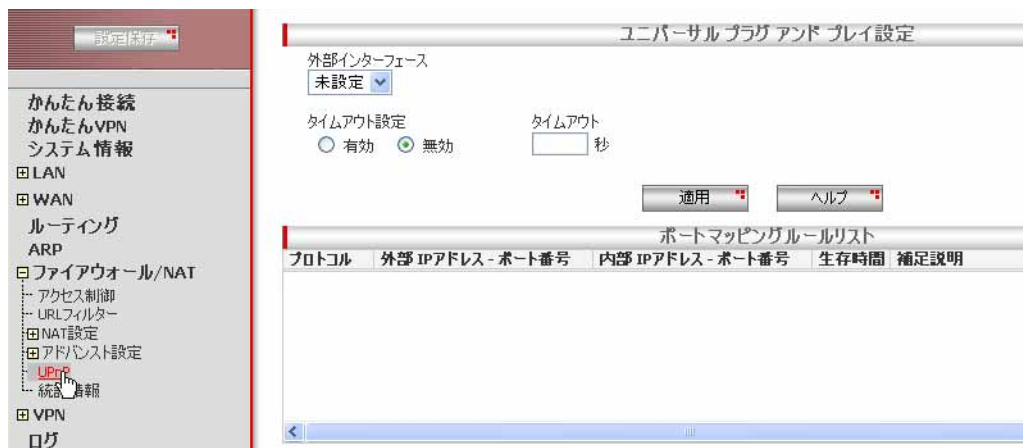 設定保存
かんたん接続
かんたんVPN
システム情報
LAN
WAN
ルーティング
ARP
ファイアウォール/NAT
アクセス制御
URLフィルター
NAT設定
アドバンスト設定
UPnP
統計情報
VPN
ログ
ユニバーサル プラグ アンド プレイ設定
外部インターフェース
未設定
タイムアウト設定 タイムアウト
有効 無効 秒
適用 ヘルプ
ポートマッピングルールリスト
プロトコル 外部 IPアドレス - ポート番号 内部 IPアドレス - ポート番号 生存時間 補足説明